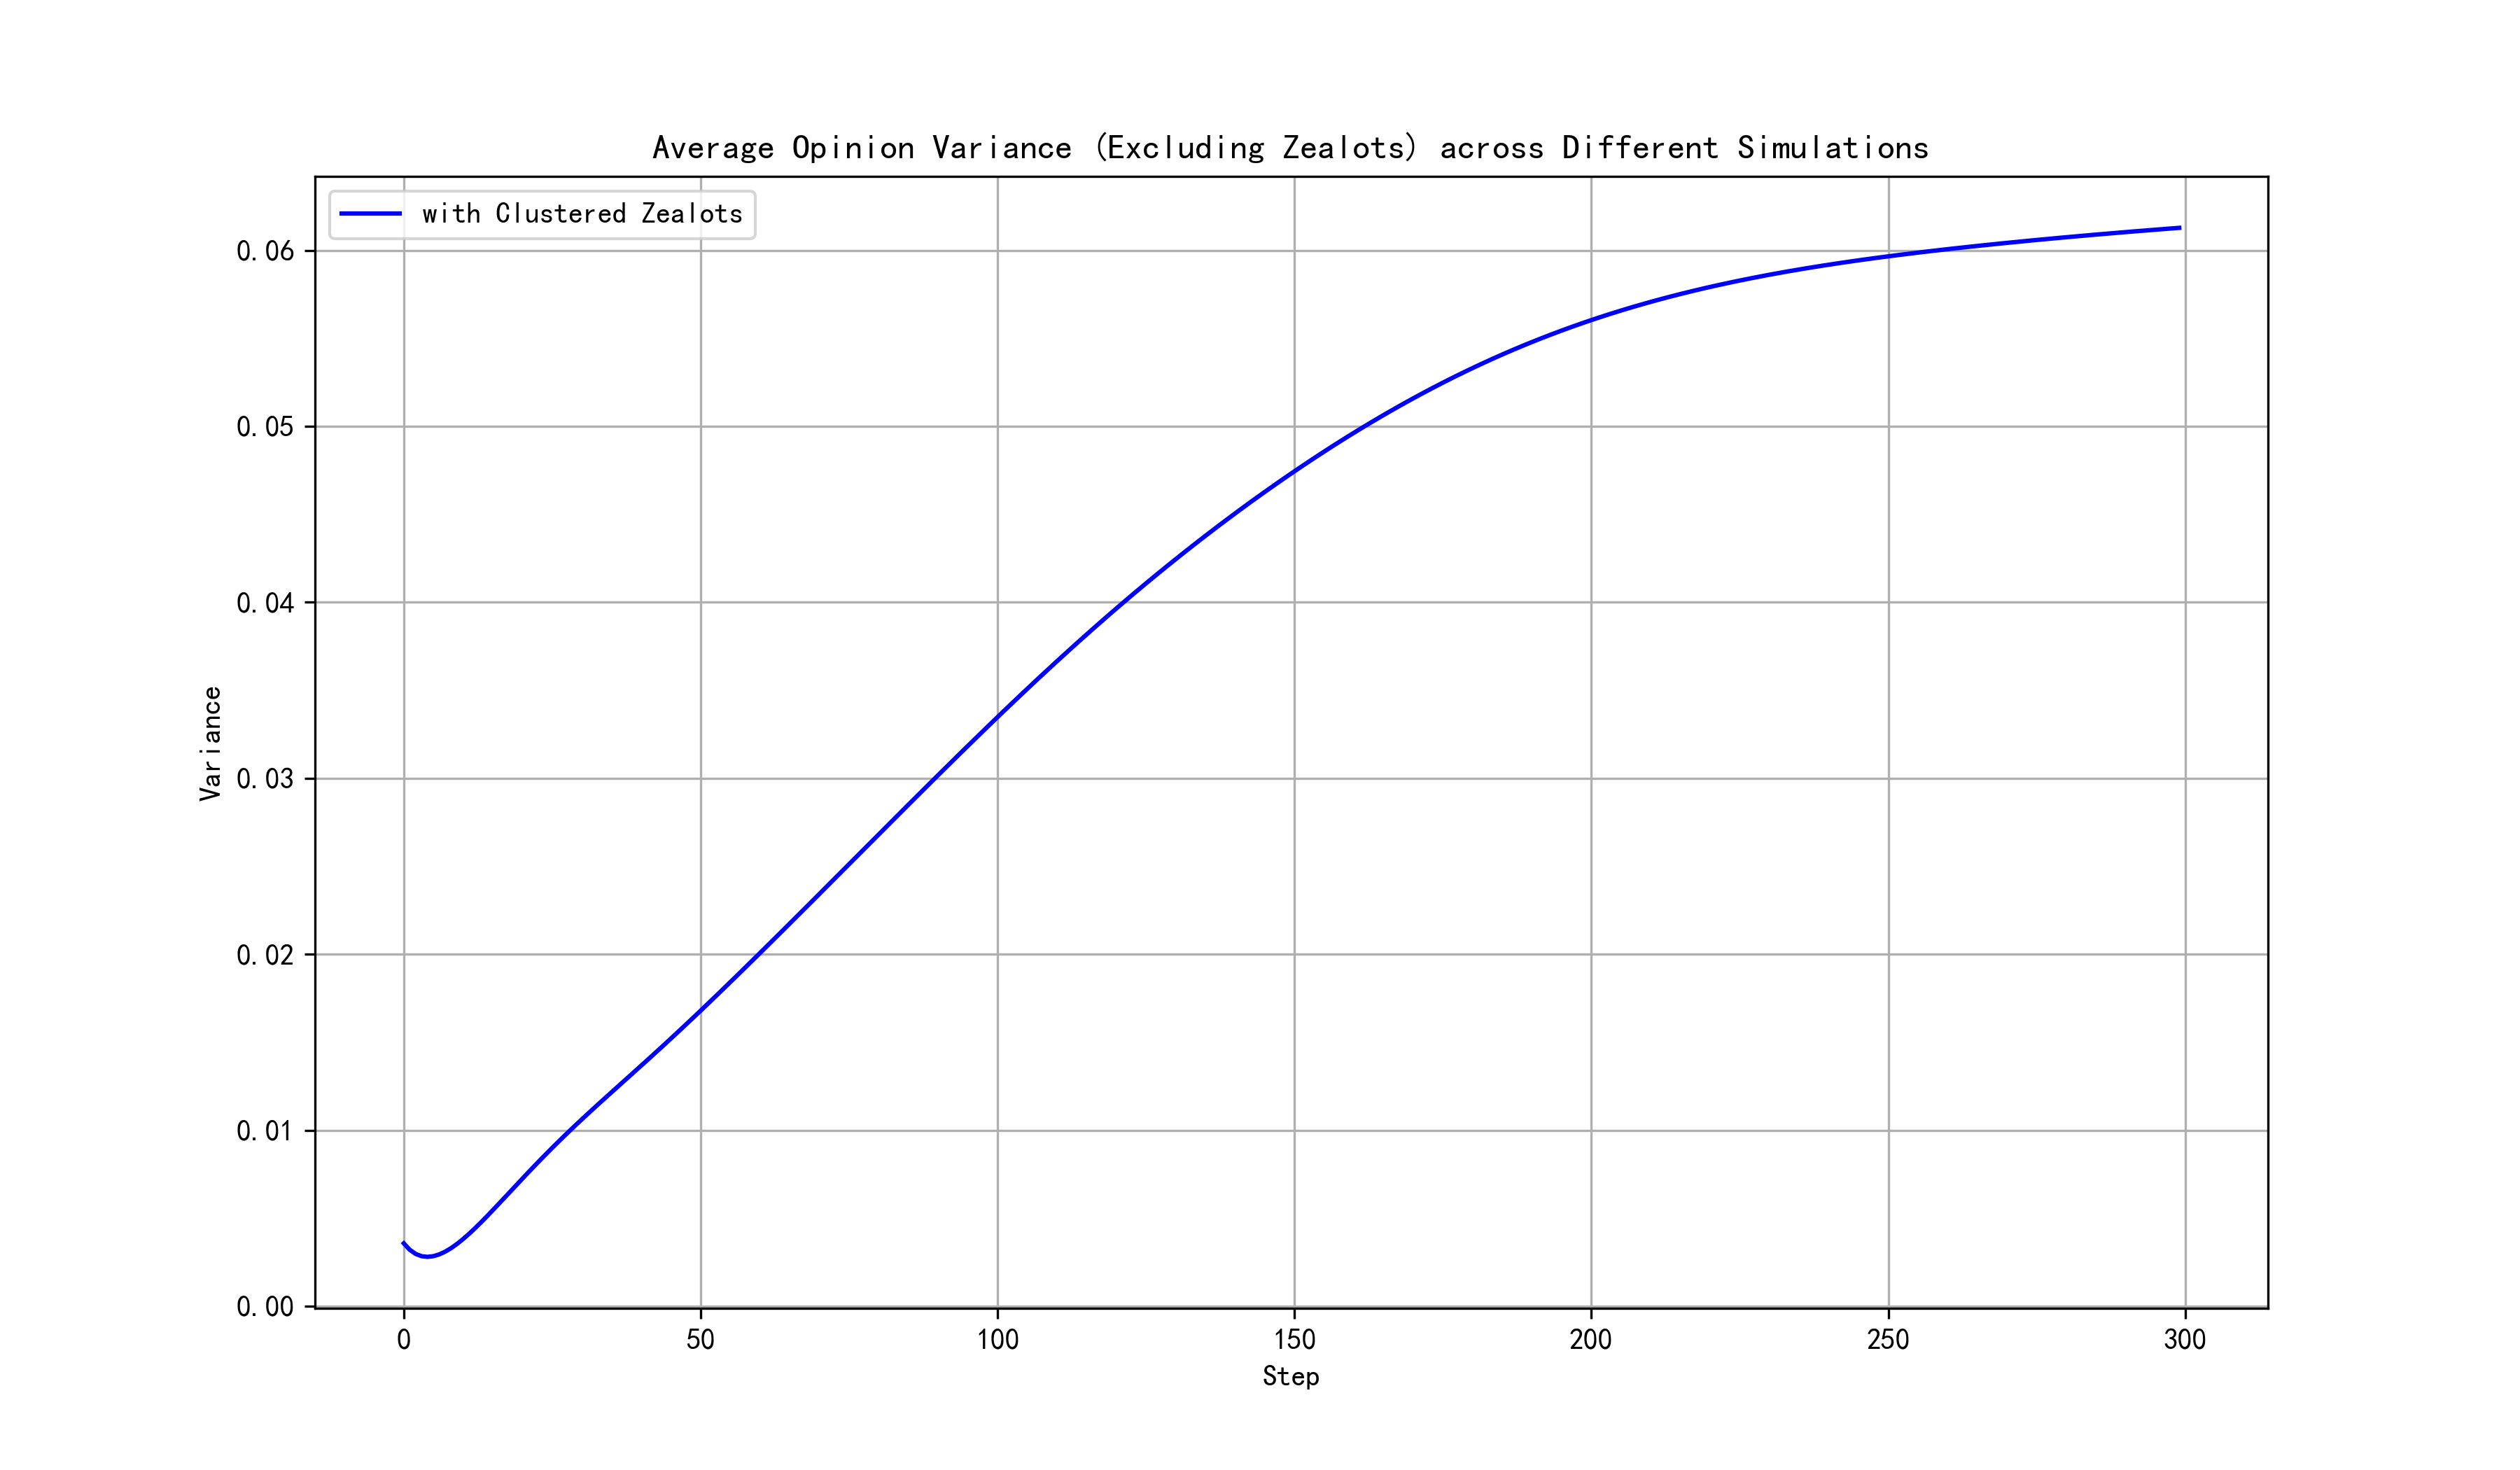 Average Opinion Variance (Excluding Zealots) across Different Simulations
with Clustered Zealots
0.06
0.05
0.04
0.03
0.02
0.01
0.00
Variance
0 50 100 150 200 250 300
Step